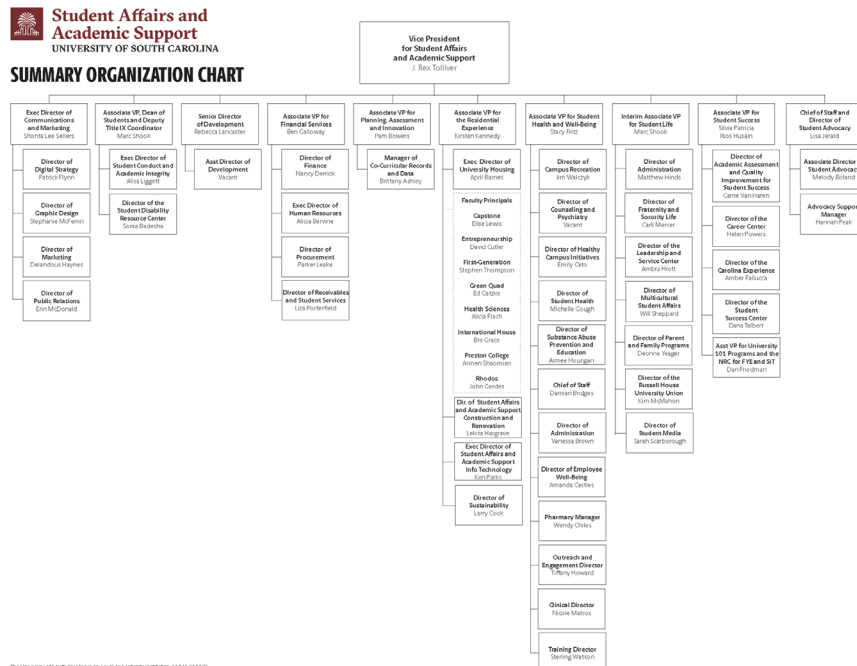 Student Affairs and
Academic Support
UNIVERSITY OF SOUTH CAROLINA
SUMMARY ORGANIZATION CHART
Vice President
for Student Affairs
and Academic Support
J. Rex Tolliver
Exec Director of
Communications
and Marketing
Shonta Lee Sellers
Director of
Digital Strategy
Patrick Flynn
Director of
Graphic Design
Stephanie McFerrin
Director of
Marketing
Delandous Haynes
Director of
Public Relations
Erin McDonald
Associate VP, Dean of
Students and Deputy
Title IX Coordinator
Marc Shook
Exec Director of
Student Conduct and
Academic Integrity
Alisa Liggett
Director of the
Student Disability
Resource Center
Sonia Badesha
Senior Director
of Development
Rebecca Lancaster
Asst Director of
Development
Vacant
Associate VP for
Financial Services
Ben Calloway
Director of
Finance
Nancy Derrick
Exec Director of
Human Resources
Alicia Bervine
Director of
Procurement
Parker Leake
Director of Receivables
and Student Services
Liza Porterfield
Associate VP for
Planning, Assessment
and Innovation
Pam Bowers
Manager of
Co-Curricular Records
and Data
Brittany Ashley
Associate VP for
the Residential
Experience
Kirsten Kennedy
Exec Director of
University Housing
April Barnes
Faculty Principals
Capstone
Elise Lewis
Entrepreneurship
David Cutler
First-Generation
Stephen Thompson
Green Quad
Ed Gatzke
Health Sciences
Alicia Flach
International House
Bre Grace
Preston College
Armen Shaomian
Rhodos
John Gerdes
Dir. of Student Affairs
and Academic Support
Construction and
Renovation
Lekita Hargrave
Exec Director of
Student Affairs and
Academic Support
Info Technology
Ken Parks
Director of
Sustainability
Larry Cook
Associate VP for Student
Health and Well-Being
Stacy Fritz
Director of
Campus Recreation
Jim Walczyk
Director of
Counseling and
Psychiatry
Vacant
Director of Healthy
Campus Initiatives
Emily Cato
Director of
Student Health
Michelle Gough
Director of
Substance Abuse
Prevention and
Education
Aimee Hourigan
Chief of Staff
Damian Bridges
Director of
Administration
Vanessa Brown
Director of Employee
Well-Being
Amanda Castles
Pharmacy Manager
Wendy Chiles
Outreach and
Engagement Director
Tiffany Howard
Clinical Director
Nicole Matros
Training Director
Sterling Watson
Interim Associate VP
for Student Life
Marc Shook
Director of
Administration
Matthew Hinds
Director of
Fraternity and
Sorority Life
Carli Mercer
Director of the
Leadership and
Service Center
Ambra Hiott
Director of
Multicultural
Student Affairs
Will Sheppard
Director of Parent
and Family Programs
Deonne Yeager
Director of the
Russell House
University Union
Kim McMahon
Director of
Student Media
Sarah Scarborough
Associate VP for
Student Success
Silvia Patricia
Rios Husain
Director of
Academic Assessment
and Quality
Improvement for
Student Success
Carrie Van Haren
Director of the
Career Center
Helen Powers
Director of the
Carolina Experience
Amber Fallucca
Director of the
Student
Success Center
Dana Talbert
Asst VP for University
101 Programs and the
NRC for FYE and SIT
Dan Friedman
Chief of Staff and
Director of
Student Advocacy
Lisa Jerald
Associate Director
Student Advocac
Melody Boland
Advocacy Suppor
Manager
Hannah Peak